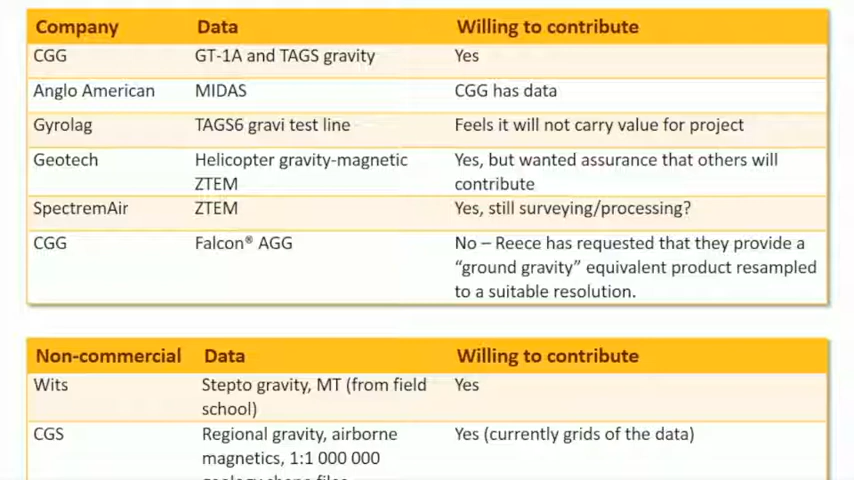 Company Data Willing to contribute
CGG GT-1A and TAGS gravity Yes
Anglo American MIDAS CGG has data
Gyrolag TAGS6 gravi test line Feels it will not carry value for project
Geotech Helicopter gravity-magnetic Yes, but wanted assurance that others will
ZTEM contribute
SpectremAir ZTEM Yes, still surveying/processing?
CGG Falcon® AGG No – Reece has requested that they provide a
“ground gravity” equivalent product resampled
to a suitable resolution.
Non-commercial Data Willing to contribute
Wits Stepto gravity, MT (from field Yes
school)
CGS Regional gravity, airborne Yes (currently grids of the data)
magnetics, 1:1 000 000
geology shape files